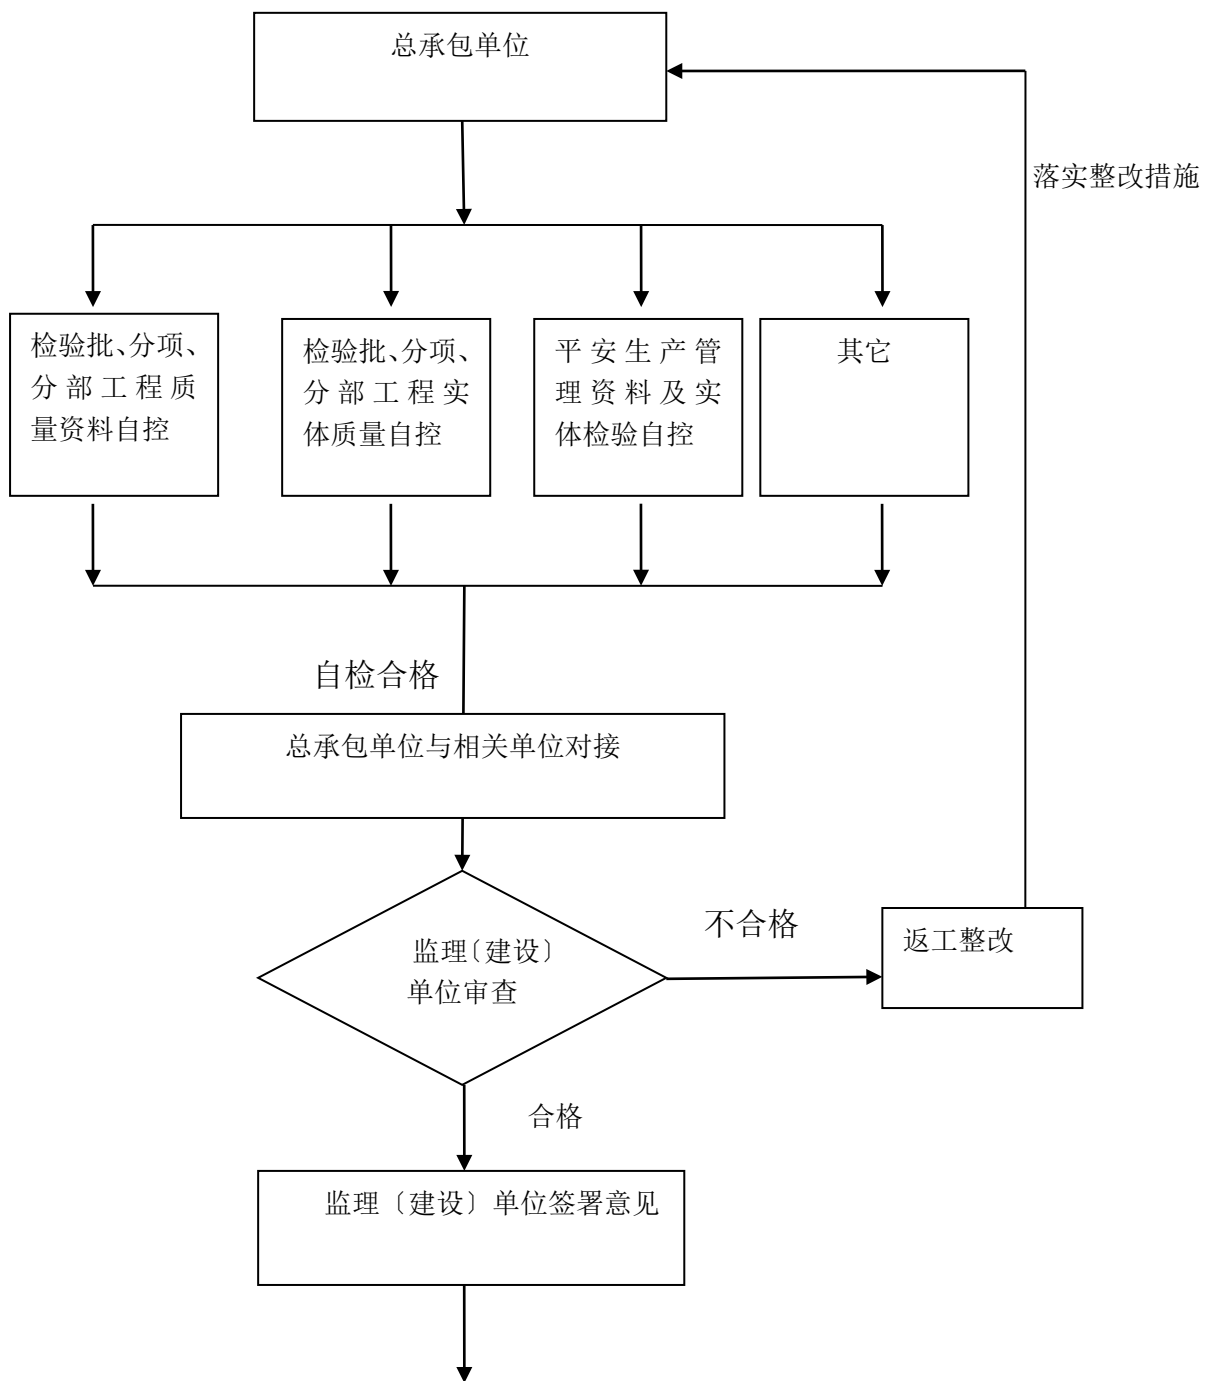 总承包单位
落实整改措施
检验批、分项、
分部工程质
量资料自控
检验批、分项、
分部工程实
体质量自控
平安生产管
理资料及实
体检验自控
其它
自检合格
总承包单位与相关单位对接
监理〔建设〕
单位审查
不合格
返工整改
合格
监理〔建设〕单位签署意见